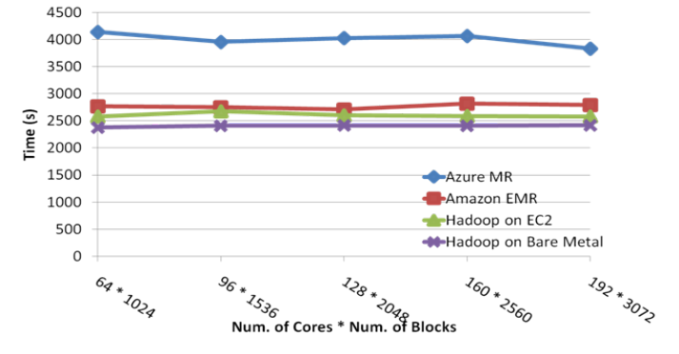 4500
4000
3500
3000
2500
2000
1500
1000
500
0
Time (s)
Azure MR
Amazon EMR
Hadoop on EC2
Hadoop on Bare Metal
64 * 1024
96 * 1536
128 * 2048
160 * 2560
192 * 3072
Num. of Cores * Num. of Blocks